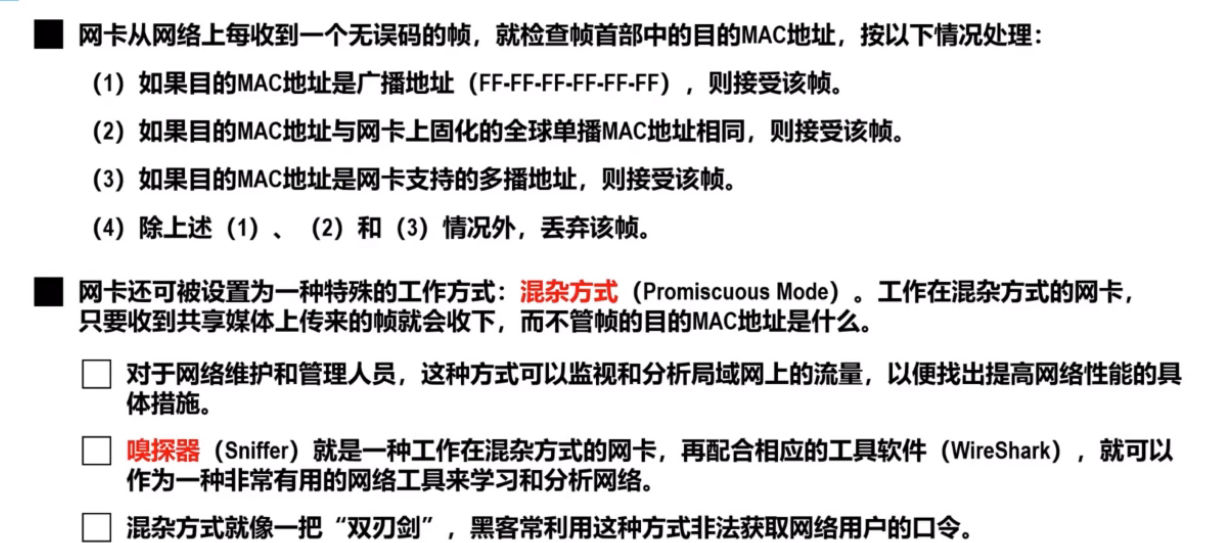 网卡从网络上每收到一个无误码的帧，就检查帧首部中的目的MAC地址，按以下情况处理：
（1）如果目的MAC地址是广播地址（FF-FF-FF-FF-FF-FF），则接受该帧。
（2）如果目的MAC地址与网卡上固化的全球单播MAC地址相同，则接受该帧。
（3）如果目的MAC地址是网卡支持的多播地址，则接受该帧。
（4）除上述（1）、（2）和（3）情况外，丢弃该帧。
网卡还可被设置为一种特殊的工作方式：混杂方式（Promiscuous Mode）。工作在混杂方式的网卡，
只要收到共享媒体上传来的帧就会收下，而不管帧的目的MAC地址是什么。
对于网络维护和管理人员，这种方式可以监视和分析局域网上的流量，以便找出提高网络性能的具
体措施。
嗅探器（Sniffer）就是一种工作在混杂方式的网卡，再配合相应的工具软件（WireShark），就可以
作为一种非常有用的网络工具来学习和分析网络。
混杂方式就像一把“双刃剑”，黑客常利用这种方式非法获取网络用户的口令。